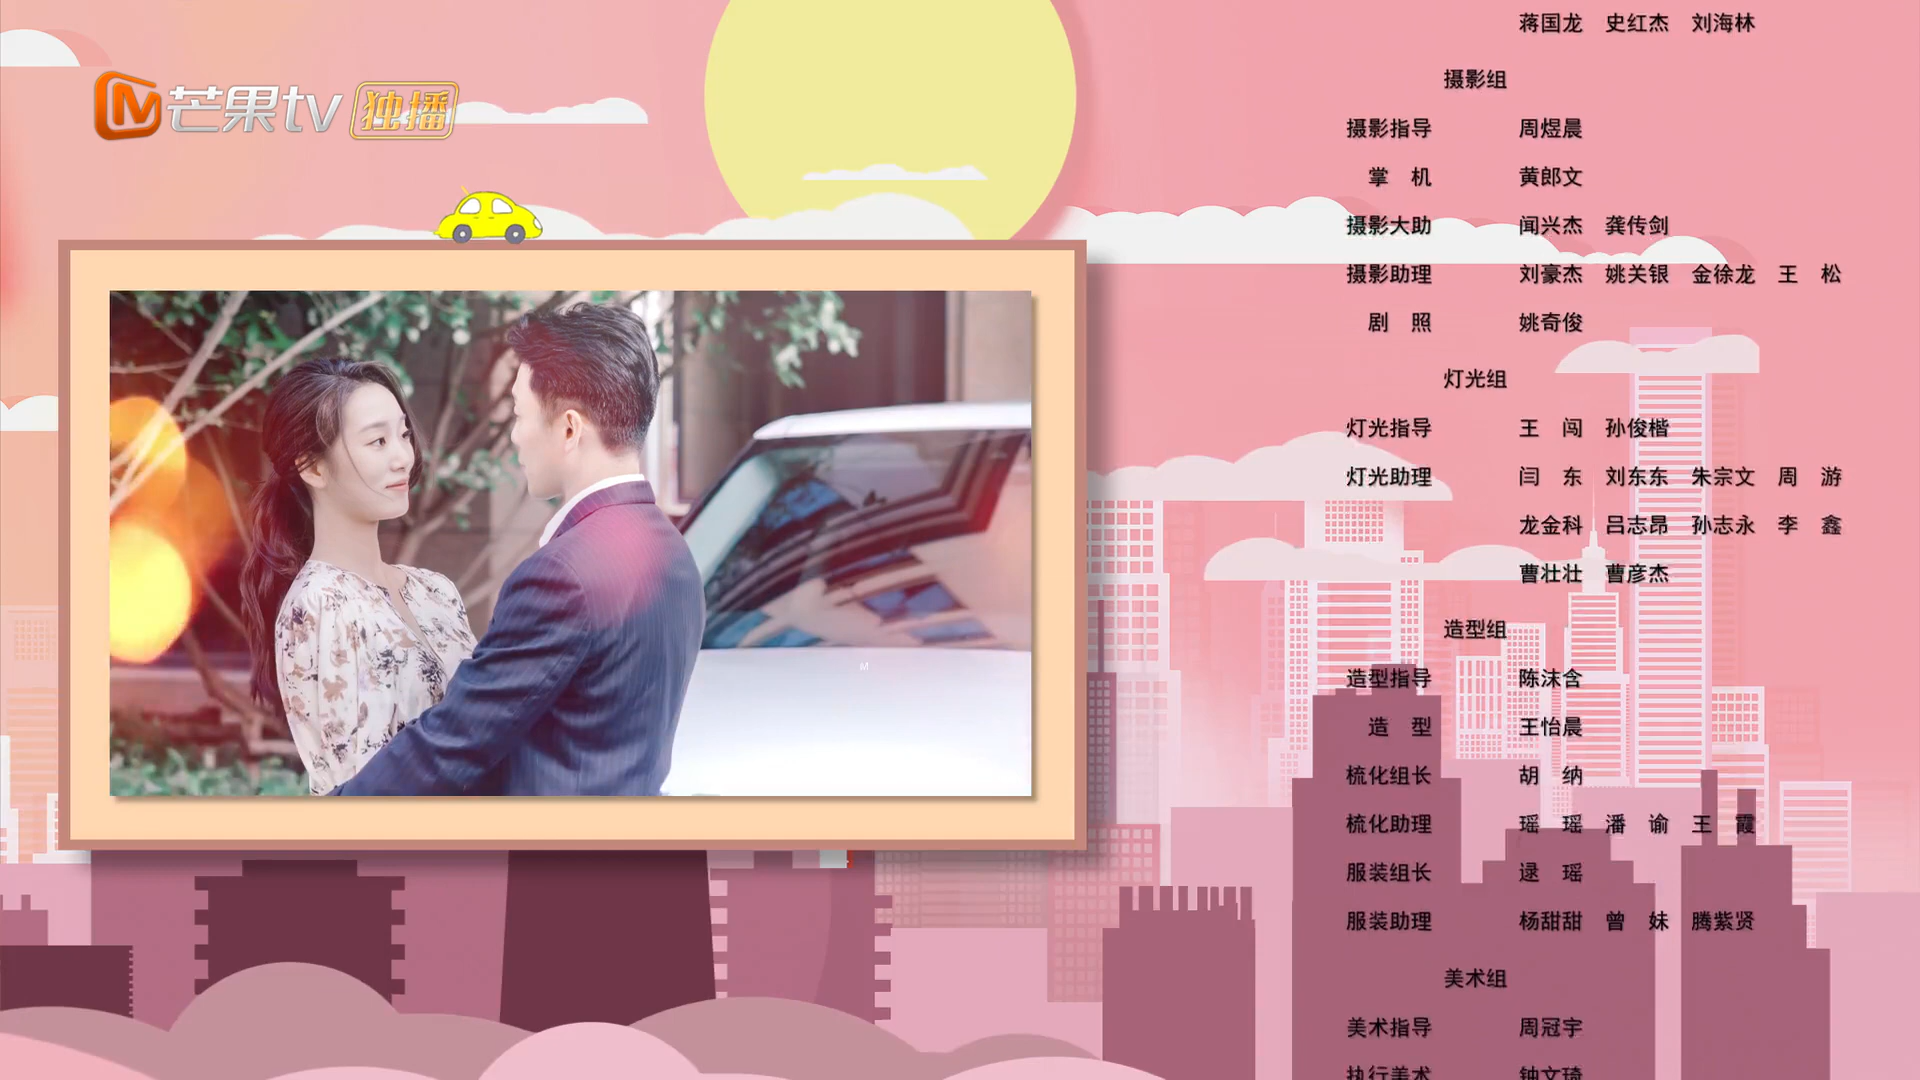 芒果tv 独播
蒋国龙 史红杰 刘海林
摄影组
摄影指导 周煜晨
掌 机 黄郎文
摄影大助 闻兴杰 龚传剑
摄影助理 刘豪杰 姚关银 金徐龙 王 松
剧 照 姚奇俊
灯光组
灯光指导 王 闯 孙俊楷
灯光助理 闫 东 刘东东 朱宗文 周 游
龙金科 吕志昂 孙志永 李 鑫
曹壮壮 曹彦杰
造型组
造型指导 陈沫含
造 型 王怡晨
梳化组长 胡 纳
梳化助理 瑶 瑶 潘 谕 王 霞
服装组长 逯 瑶
服装助理 杨甜甜 曾 妹 腾紫贤
美术组
美术指导 周冠宇
执行美术 钟文琦